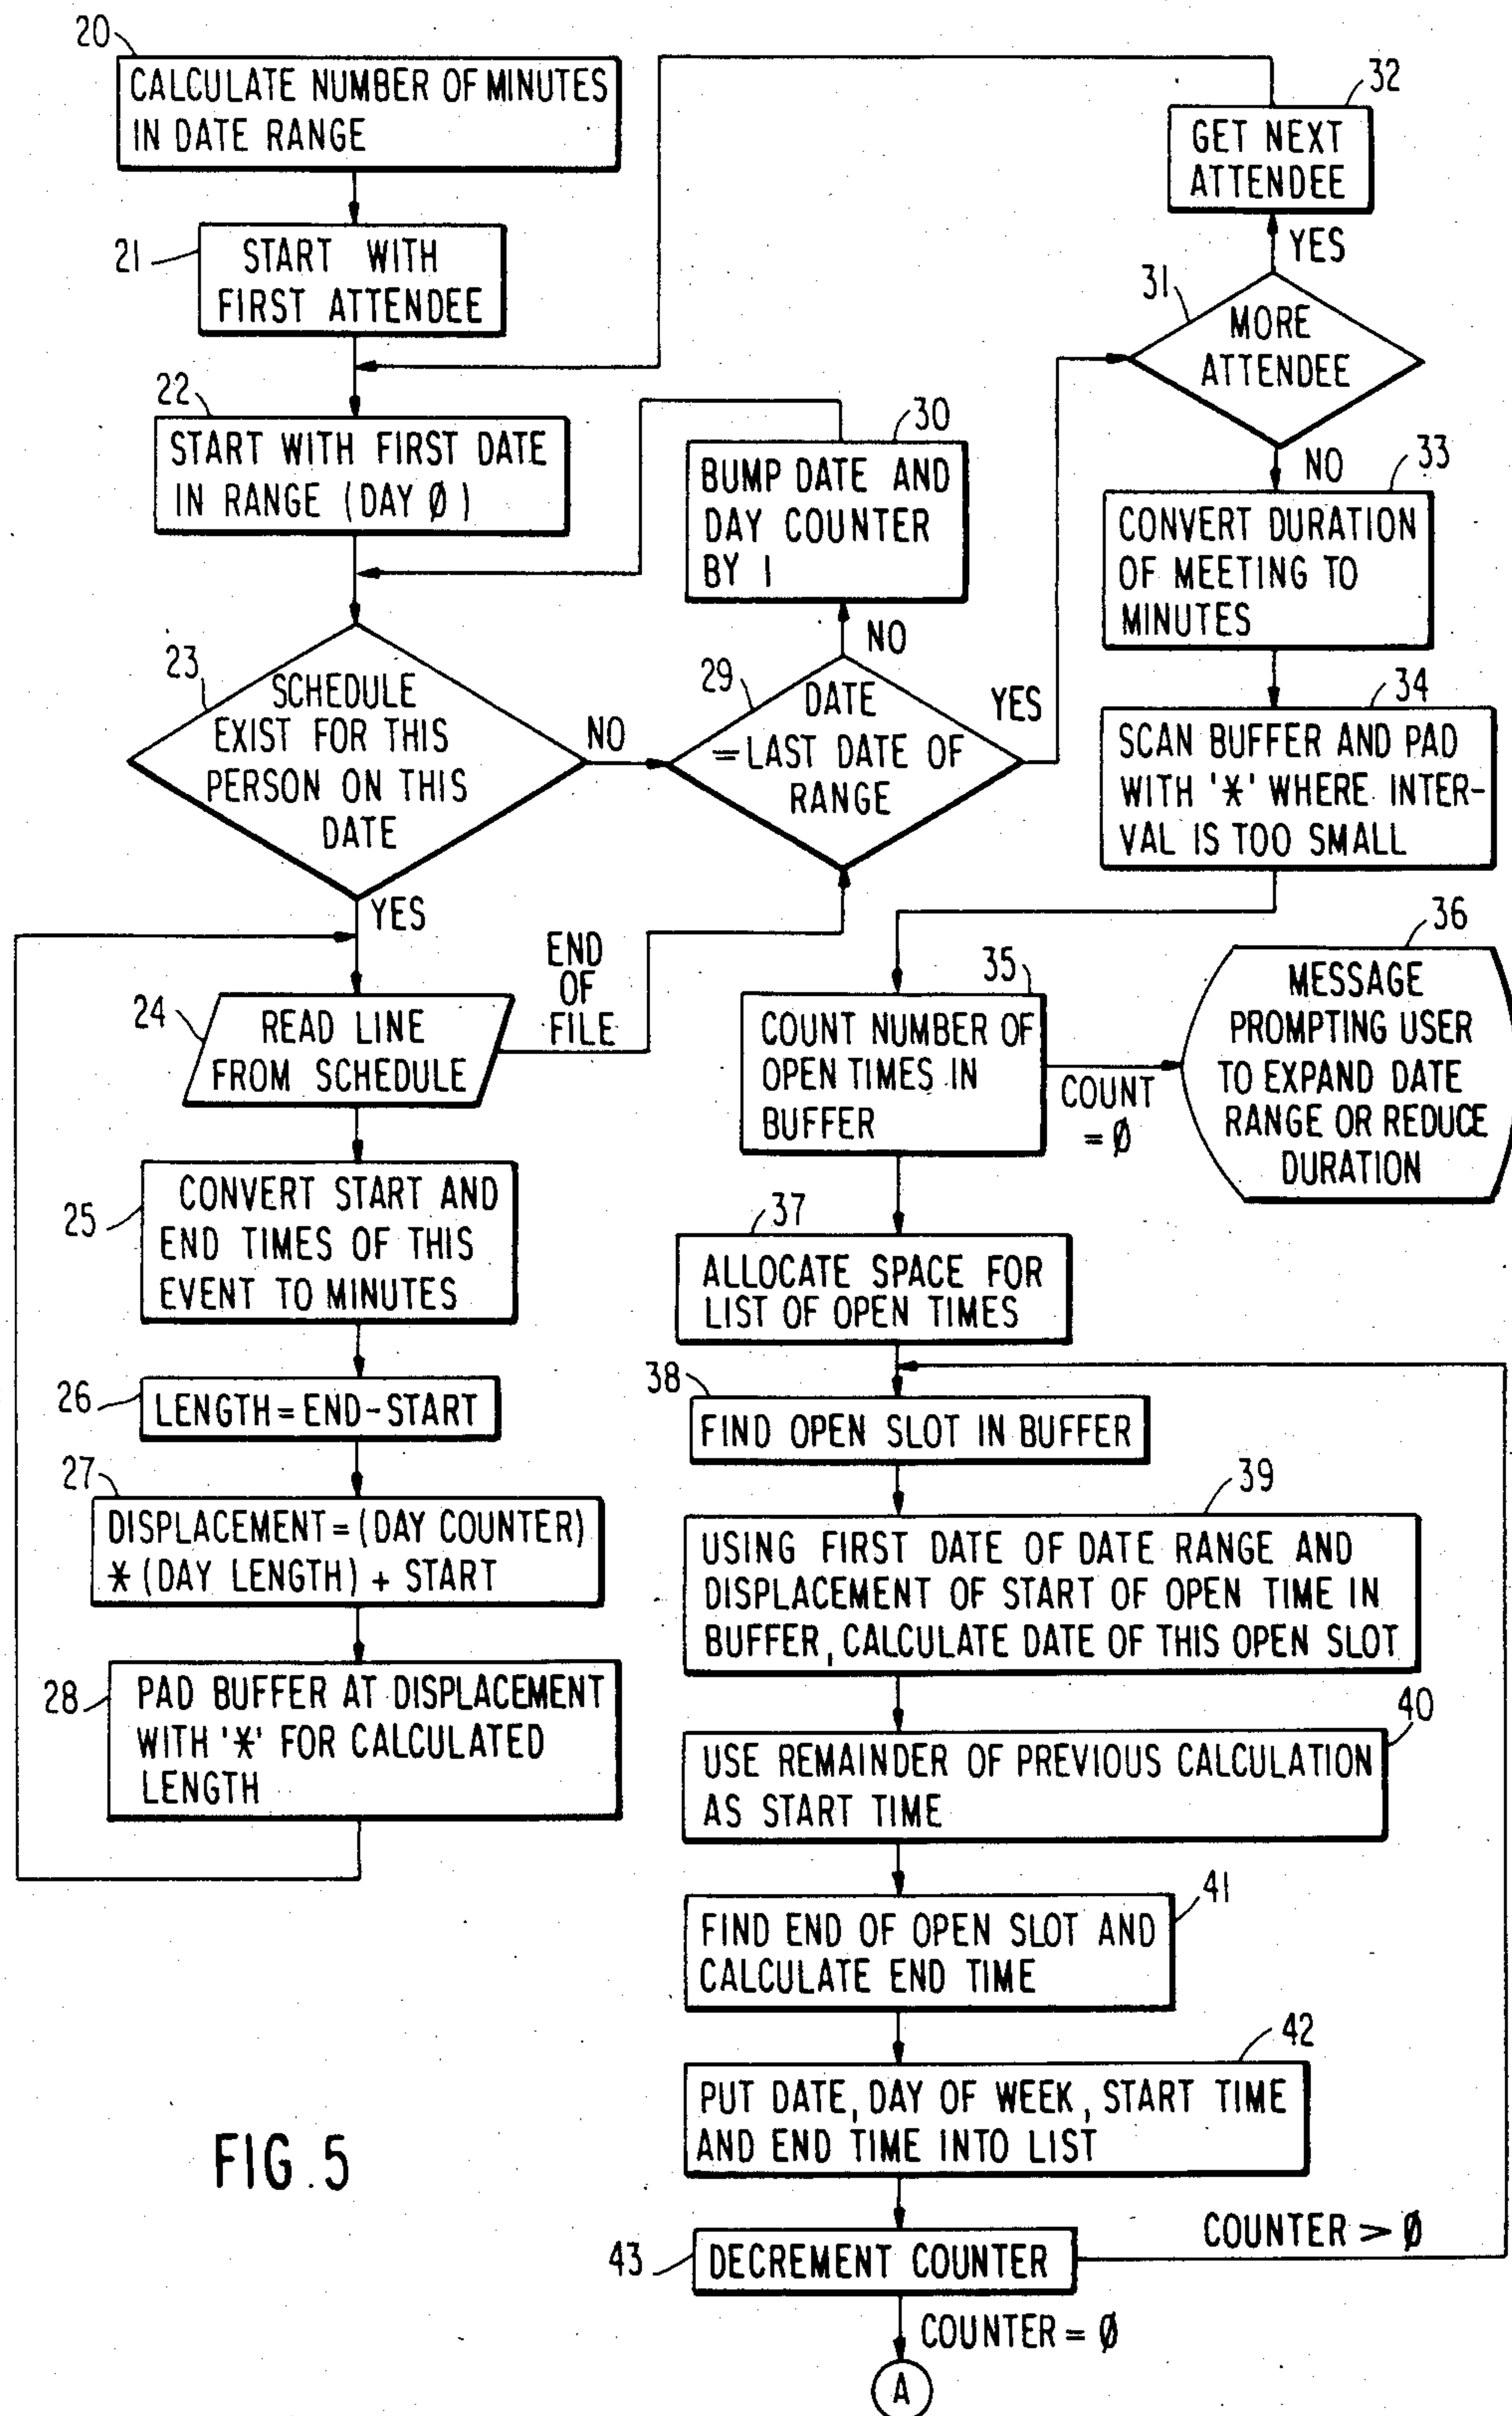 20
CALCULATE NUMBER OF MINUTES
IN DATE RANGE
21
START WITH
FIRST ATTENDEE
22
START WITH FIRST DATE
IN RANGE (DAY Ø)
23
SCHEDULE
EXIST FOR THIS
PERSON ON THIS
DATE
NO
YES
24
READ LINE
FROM SCHEDULE
END
OF
FILE
25
CONVERT START AND
END TIMES OF THIS
EVENT TO MINUTES
26
LENGTH=END-START
27
DISPLACEMENT=(DAY COUNTER)
*(DAY LENGTH) + START
28
PAD BUFFER AT DISPLACEMENT
WITH '*' FOR CALCULATED
LENGTH
29
DATE
=LAST DATE OF
RANGE
NO
YES
30
BUMP DATE AND
DAY COUNTER
BY 1
31
MORE
ATTENDEE
YES
NO
32
GET NEXT
ATTENDEE
33
CONVERT DURATION
OF MEETING TO
MINUTES
34
SCAN BUFFER AND PAD
WITH '*' WHERE INTER-
VAL IS TOO SMALL
35
COUNT NUMBER OF
OPEN TIMES IN
BUFFER
COUNT
=Ø
36
MESSAGE
PROMPTING USER
TO EXPAND DATE
RANGE OR REDUCE
DURATION
37
ALLOCATE SPACE FOR
LIST OF OPEN TIMES
38
FIND OPEN SLOT IN BUFFER
39
USING FIRST DATE OF DATE RANGE AND
DISPLACEMENT OF START OF OPEN TIME IN
BUFFER, CALCULATE DATE OF THIS OPEN SLOT
40
USE REMAINDER OF PREVIOUS CALCULATION
AS START TIME
41
FIND END OF OPEN SLOT AND
CALCULATE END TIME
42
PUT DATE, DAY OF WEEK, START TIME
AND END TIME INTO LIST
43
DECREMENT COUNTER
COUNTER > Ø
COUNTER = Ø
A
FIG.5